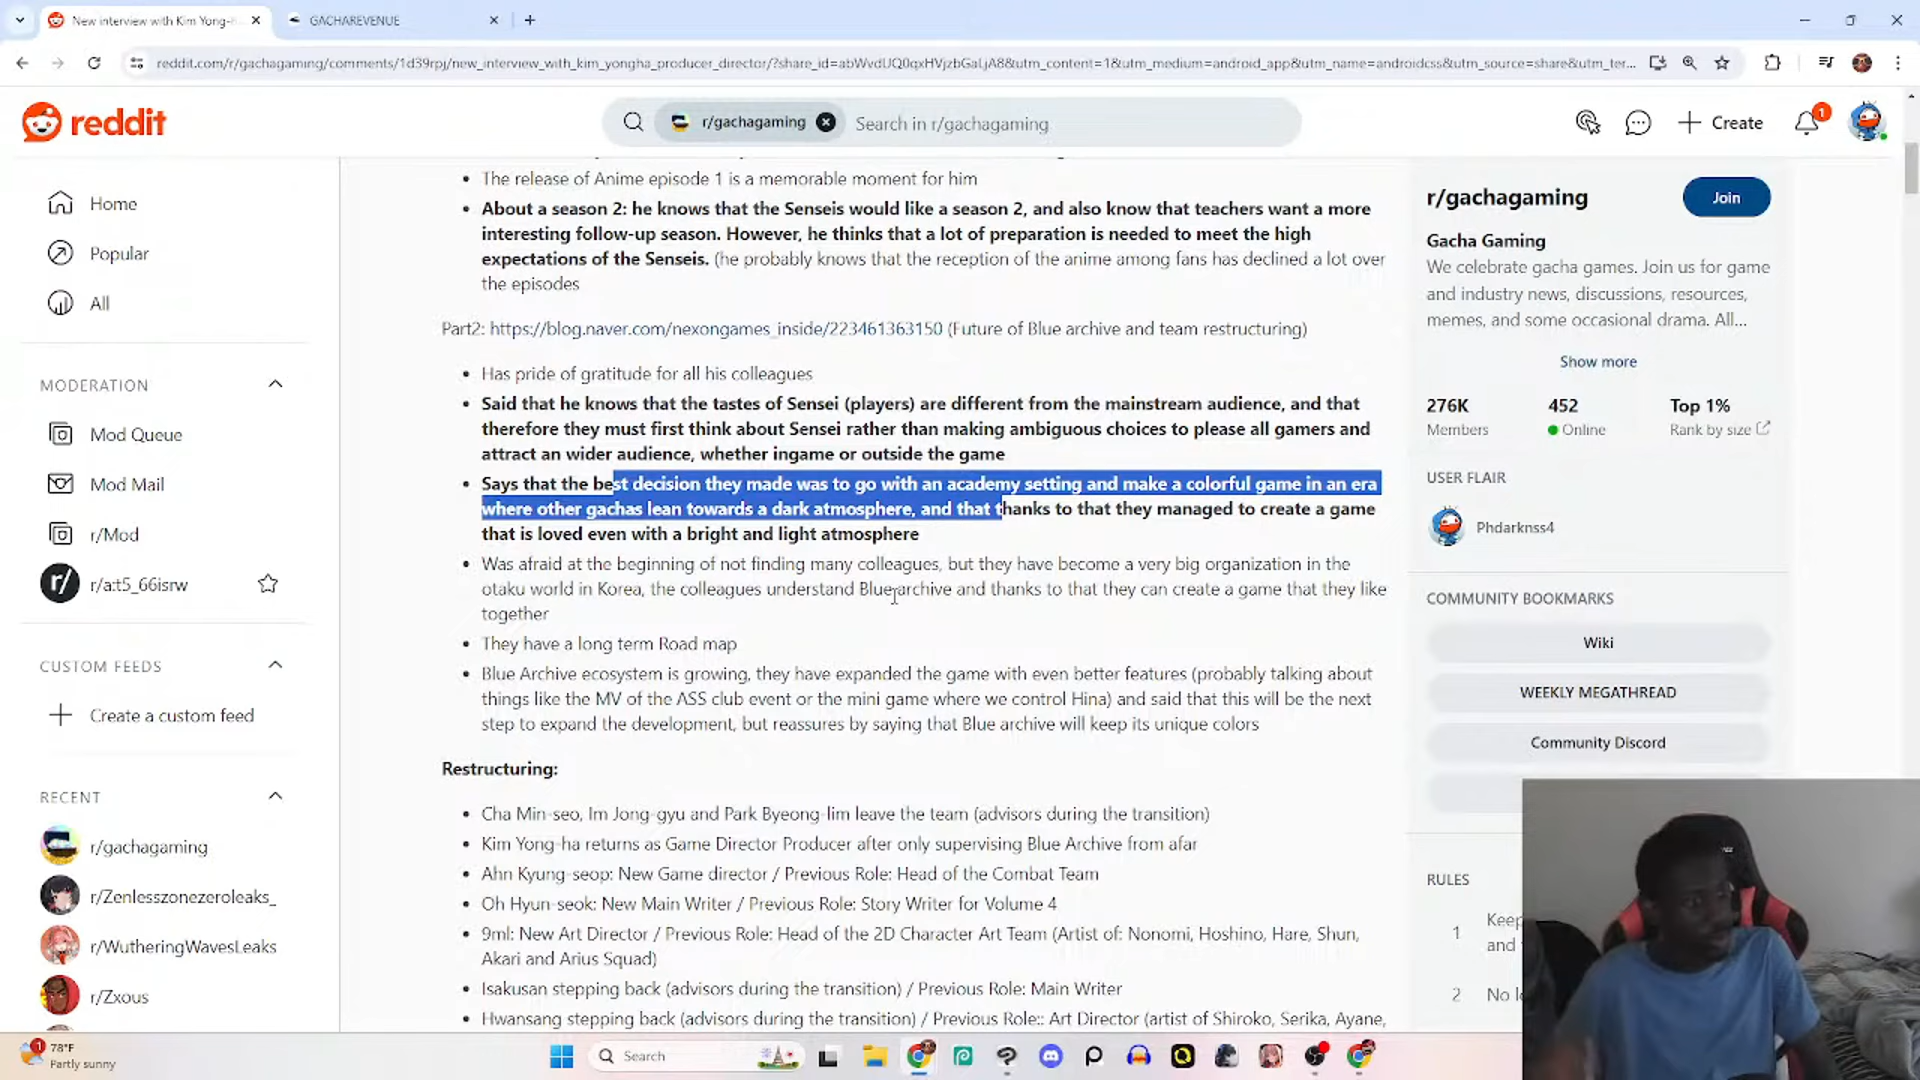 New interview with Kim Yong-h
GACHAREVENUE
reddit.com/r/gachagaming/comments/1d39rpj/new_interview_with_kim_yongha_producer_director/?share_id=abWvdUQ0qxHVjzbGaLjA8&utm_content=1&utm_medium=android_app&utm_name=androidcss&utm_source=share&utm_ter...
reddit
r/gachagaming
Search in r/gachagaming
Create
1
Home
Popular
All
MODERATION
Mod Queue
Mod Mail
r/Mod
r/
r/a:t5_66isrw
CUSTOM FEEDS
Create a custom feed
RECENT
r/gachagaming
r/Zenlesszonezeroleaks_
r/WutheringWavesLeaks
r/Zxous
The release of Anime episode 1 is a memorable moment for him
About a season 2: he knows that the Senseis would like a season 2, and also know that teachers want a more
interesting follow-up season. However, he thinks that a lot of preparation is needed to meet the high
expectations of the Senseis. (he probably knows that the reception of the anime among fans has declined a lot over
the episodes
Part2: https://blog.naver.com/nexongames_inside/223461363150 (Future of Blue archive and team restructuring)
Has pride of gratitude for all his colleagues
Said that he knows that the tastes of Sensei (players) are different from the mainstream audience, and that
therefore they must first think about Sensei rather than making ambiguous choices to please all gamers and
attract an wider audience, whether ingame or outside the game
Says that the best decision they made was to go with an academy setting and make a colorful game in an era
where other gachas lean towards a dark atmosphere, and that thanks to that they managed to create a game
that is loved even with a bright and light atmosphere
Was afraid at the beginning of not finding many colleagues, but they have become a very big organization in the
otaku world in Korea, the colleagues understand Bluearchive and thanks to that they can create a game that they like
together
They have a long term Road map
Blue Archive ecosystem is growing, they have expanded the game with even better features (probably talking about
things like the MV of the ASS club event or the mini game where we control Hina) and said that this will be the next
step to expand the development, but reassures by saying that Blue archive will keep its unique colors
Restructuring:
Cha Min-seo, Im Jong-gyu and Park Byeong-lim leave the team (advisors during the transition)
Kim Yong-ha returns as Game Director Producer after only supervising Blue Archive from afar
Ahn Kyung-seop: New Game director / Previous Role: Head of the Combat Team
Oh Hyun-seok: New Main Writer / Previous Role: Story Writer for Volume 4
9ml: New Art Director / Previous Role: Head of the 2D Character Art Team (Artist of: Nonomi, Hoshino, Hare, Shun,
Akari and Arius Squad)
Isakusan stepping back (advisors during the transition) / Previous Role: Main Writer
Hwansang stepping back (advisors during the transition) / Previous Role:: Art Director (artist of Shiroko, Serika, Ayane,
r/gachagaming
Join
Gacha Gaming
We celebrate gacha games. Join us for game
and industry news, discussions, resources,
memes, and some occasional drama. All...
Show more
276K
452
Top 1%
Members
Online
Rank by size
USER FLAIR
Phdarknss4
COMMUNITY BOOKMARKS
Wiki
WEEKLY MEGATHREAD
Community Discord
RULES
1
Keep
and
2
No
1
78°F
Partly sunny
Search